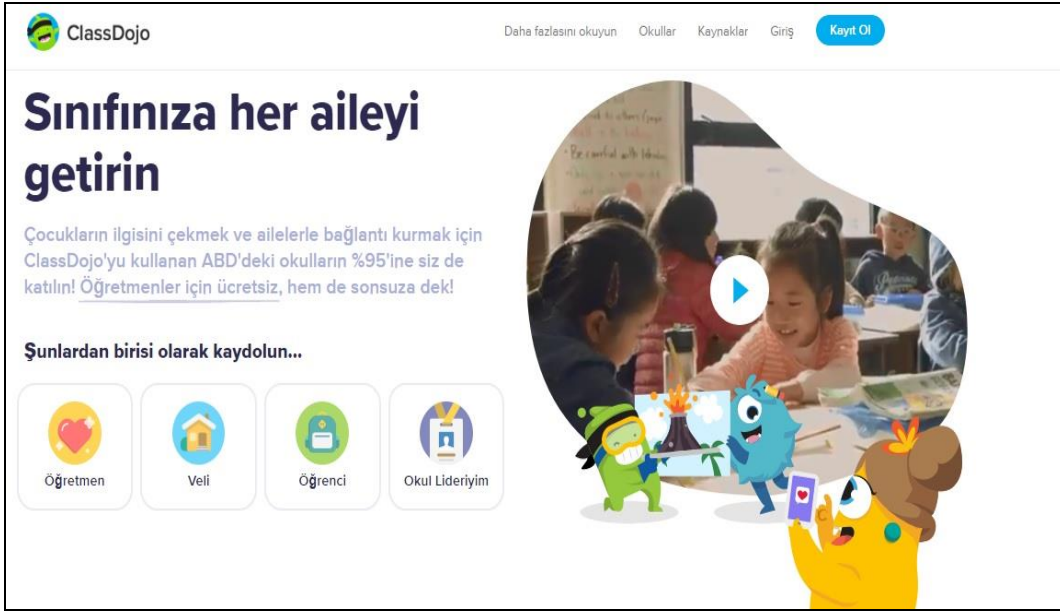 ClassDojo
Daha fazlasını okuyun Okullar Kaynaklar Giriş Kayıt Ol
Sınıfınıza her aileyi
getirin
Çocukların ilgisini çekmek ve ailelerle bağlantı kurmak için
ClassDojo'yu kullanan ABD'deki okulların %95'ine siz de
katılın! Öğretmenler için ücretsiz, hem de sonsuza dek!
Şunlardan birisi olarak kaydolun...
Öğretmen Veli Öğrenci Okul Lideriyim